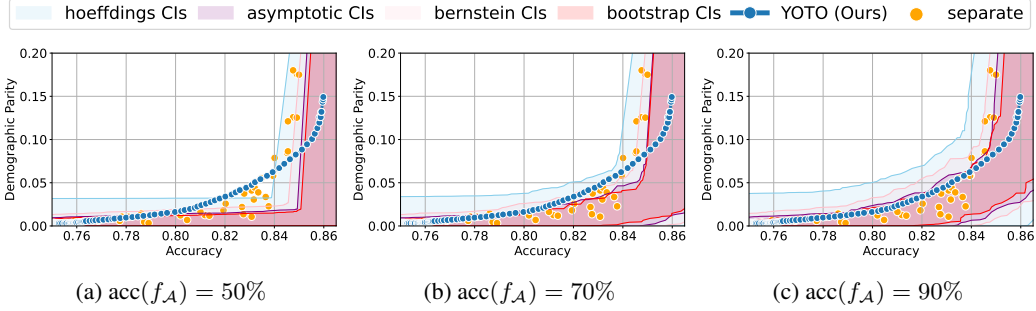 hoeffdings CIs asymptotic CIs bernstein CIs bootstrap CIs YOTO (Ours) separate
Demographic Parity
0.20
0.15
0.10
0.05
0.00
0.76 0.78 0.80 0.82 0.84 0.86
Accuracy
(a) acc(f_𝒜) = 50%
Demographic Parity
0.20
0.15
0.10
0.05
0.00
0.76 0.78 0.80 0.82 0.84 0.86
Accuracy
(b) acc(f_𝒜) = 70%
Demographic Parity
0.20
0.15
0.10
0.05
0.00
0.76 0.78 0.80 0.82 0.84 0.86
Accuracy
(c) acc(f_𝒜) = 90%